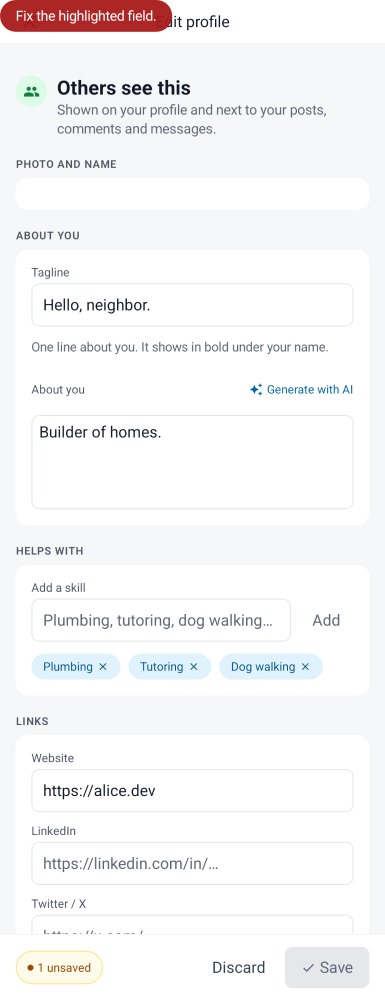 Fix the highlighted field.
Edit profile
Others see this
Shown on your profile and next to your posts,
comments and messages.
PHOTO AND NAME
ABOUT YOU
Tagline
Hello, neighbor.
One line about you. It shows in bold under your name.
About you
Generate with AI
Builder of homes.
HELPS WITH
Add a skill
Plumbing, tutoring, dog walking...
Add
Plumbing ×
Tutoring ×
Dog walking ×
LINKS
Website
https://alice.dev
LinkedIn
https://linkedin.com/in/...
Twitter / X
1 unsaved
Discard
Save